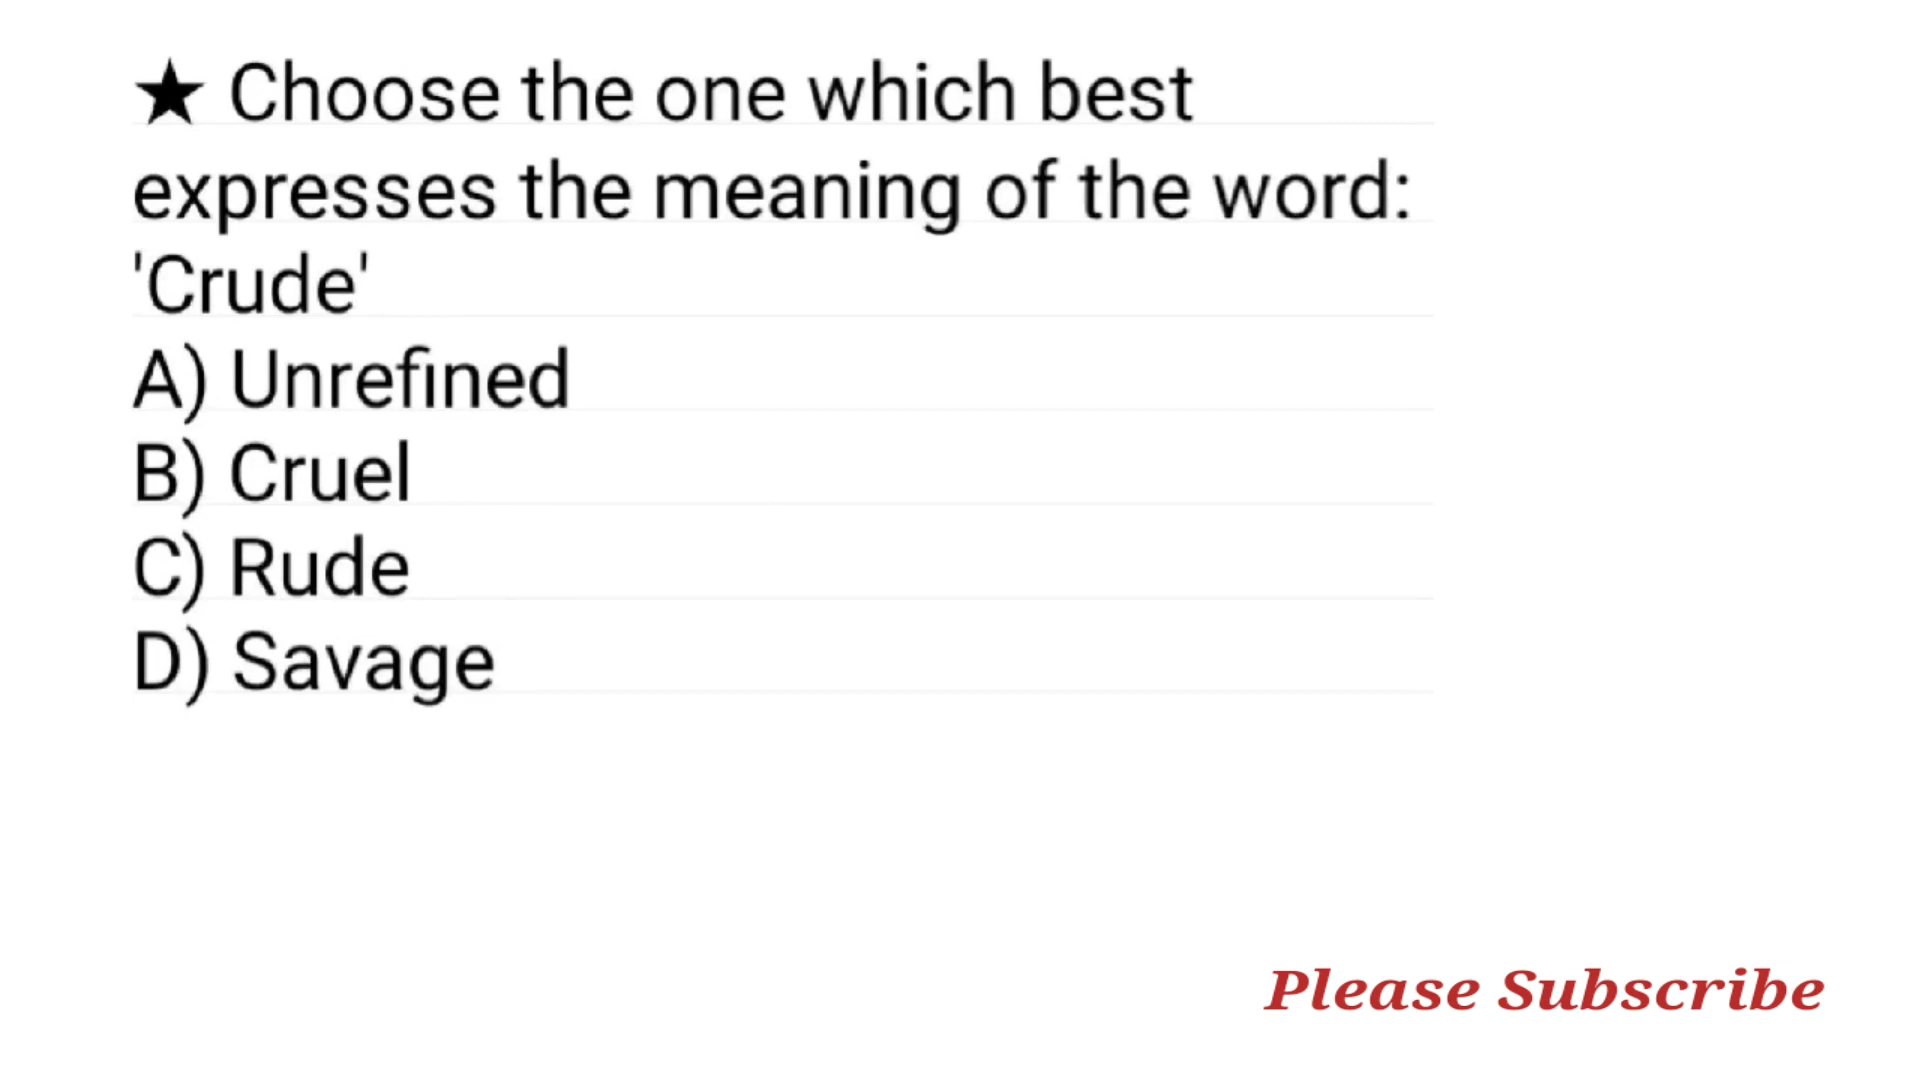 ★ Choose the one which best
expresses the meaning of the word:
'Crude'
A) Unrefined
B) Cruel
C) Rude
D) Savage
Please Subscribe